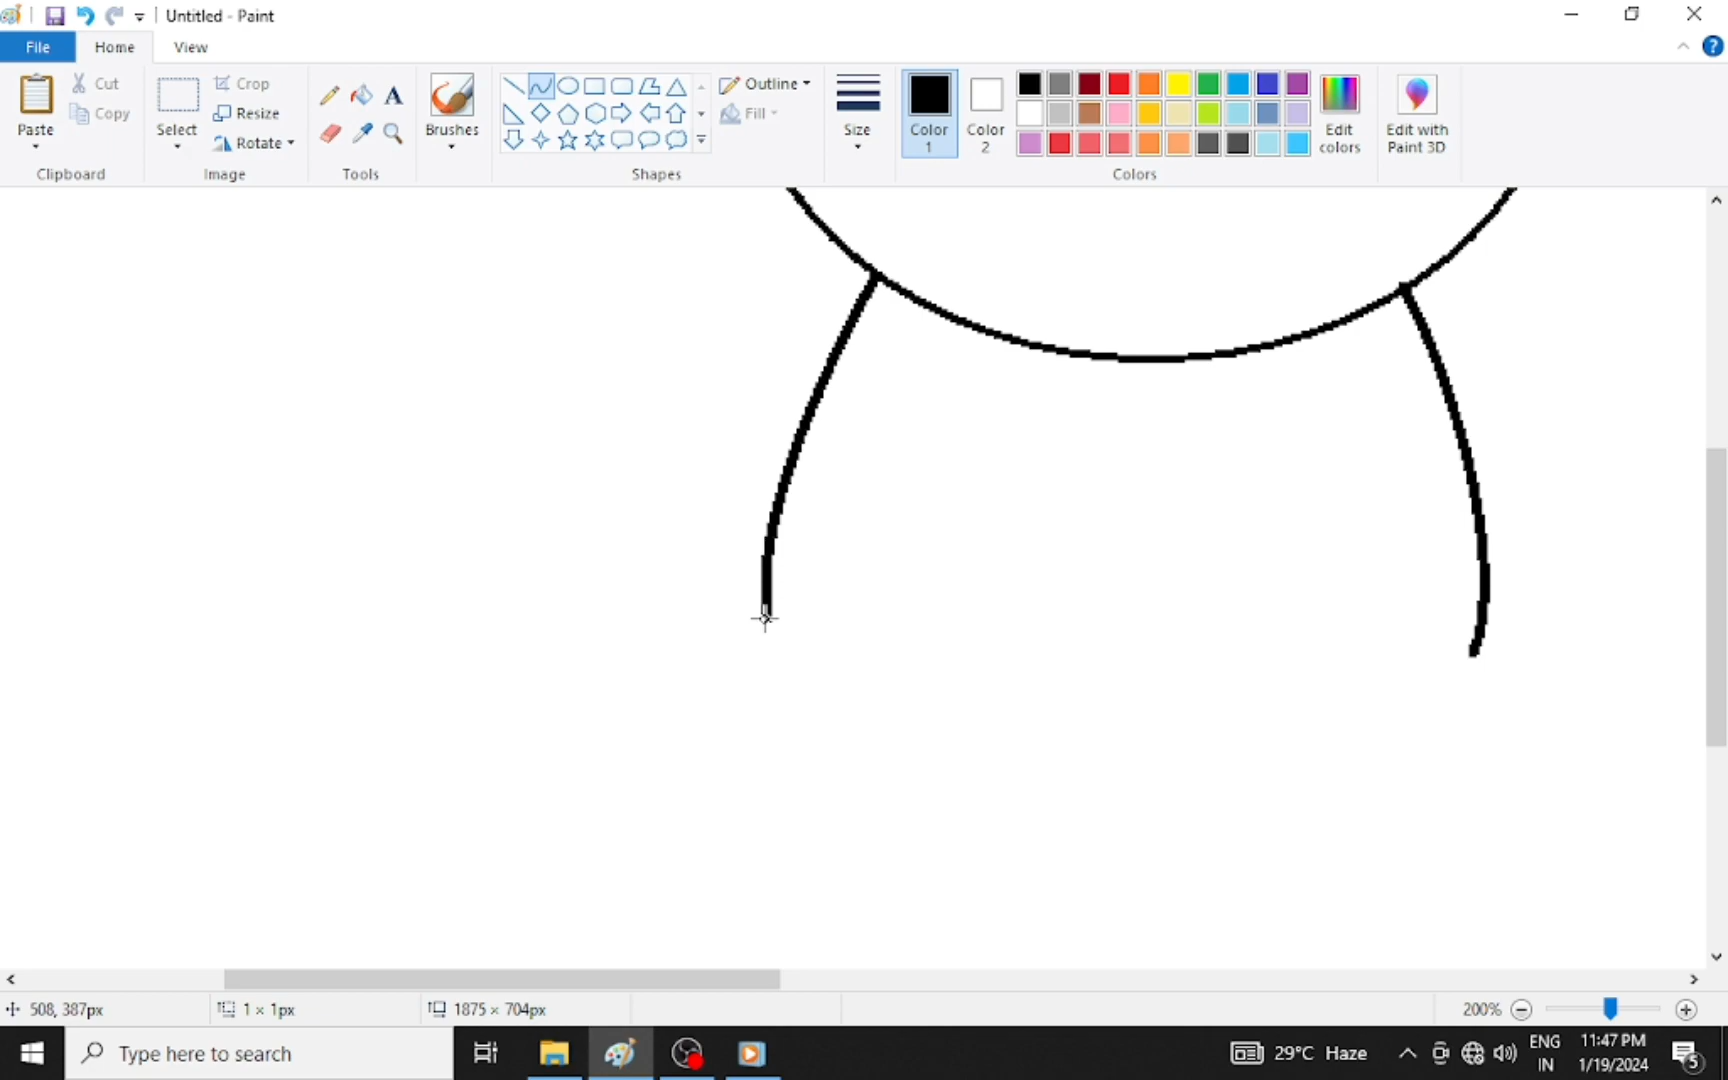 Untitled - Paint
File Home View
Paste
Cut
Copy
Clipboard
Select
Crop
Resize
Rotate
Image
A
Tools
Brushes
Outline
Fill
Shapes
Size
Color 1
Color 2
Edit colors
Colors
Edit with Paint 3D
?
508, 387px
1 × 1px
1875 × 704px
200%
Type here to search
29°C Haze
ENG
IN
11:47 PM
1/19/2024
5